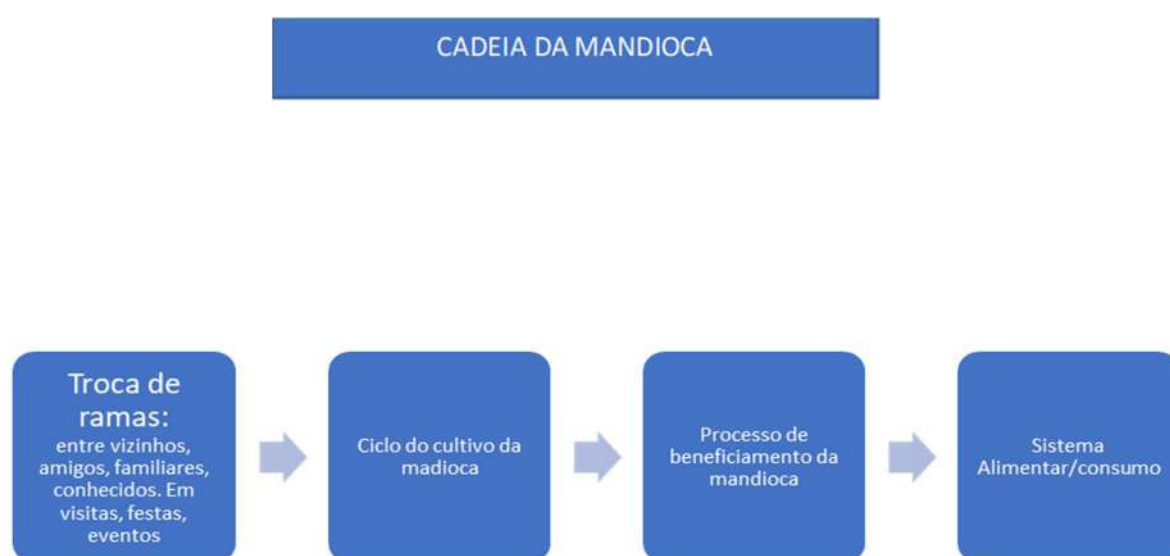 CADEIA DA MANDIOCA
Troca de
ramas:
entre vizinhos,
amigos, familiares,
conhecidos. Em
visitas, festas,
eventos
Ciclo do cultivo da
madioca
Processo de
beneficiamento da
mandioca
Sistema
Alimentar/consumo